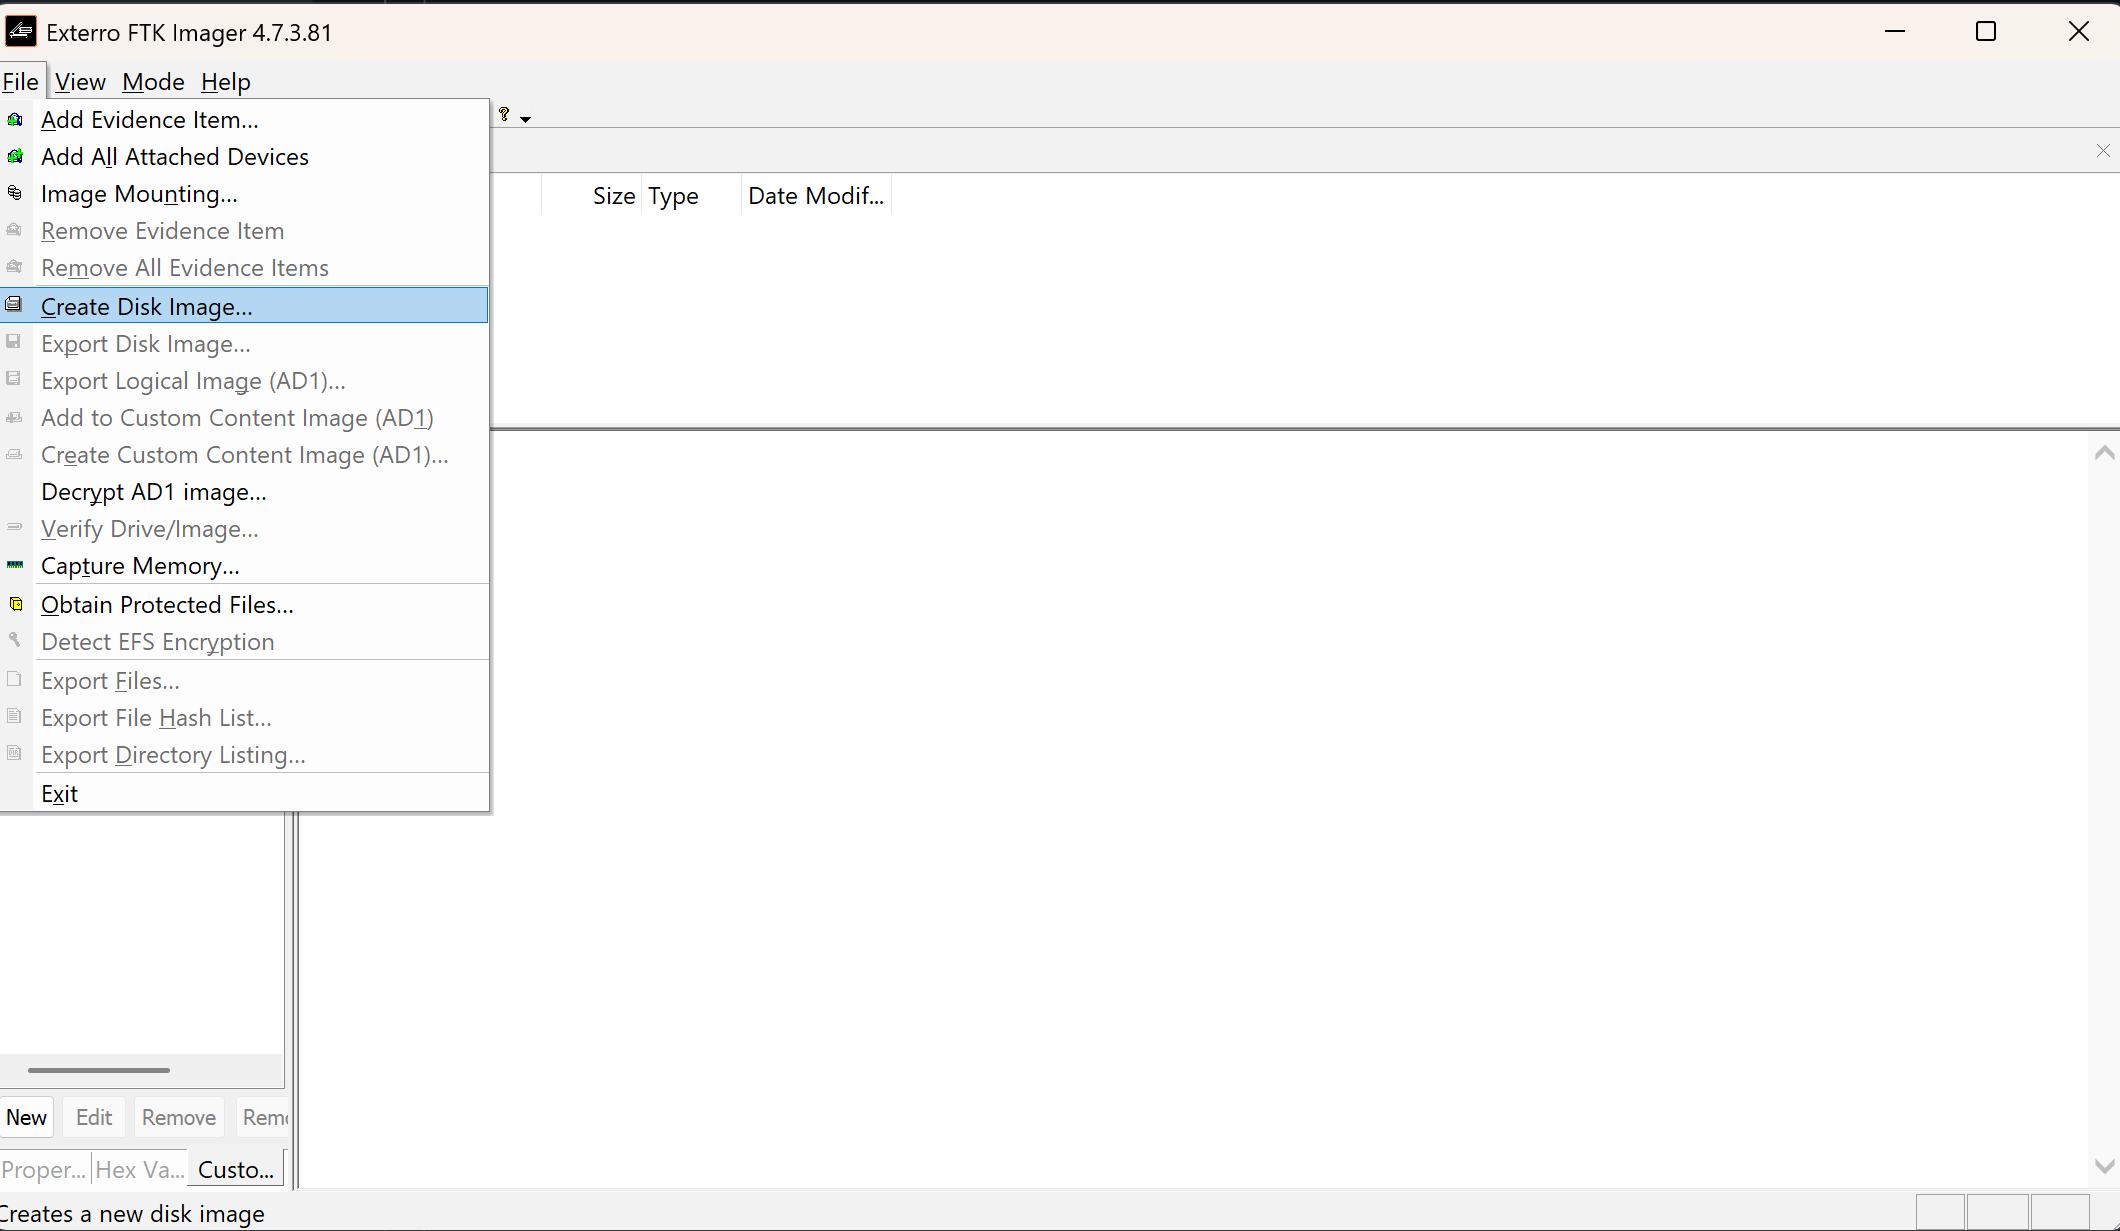 Exterro FTK Imager 4.7.3.81
File View Mode Help
Add Evidence Item...
Add All Attached Devices
Image Mounting...
Remove Evidence Item
Remove All Evidence Items
Create Disk Image...
Export Disk Image...
Export Logical Image (AD1)...
Add to Custom Content Image (AD1)
Create Custom Content Image (AD1)...
Decrypt AD1 image...
Verify Drive/Image...
Capture Memory...
Obtain Protected Files...
Detect EFS Encryption
Export Files...
Export File Hash List...
Export Directory Listing...
Exit
?
Size Type Date Modif...
New Edit Remove Remo
Proper... Hex Va... Custo...
Creates a new disk image